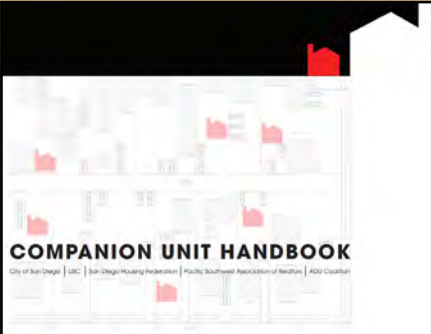 COMPANION UNIT HANDBOOK
City of San Diego | LISC | San Diego Housing Federation | Pacific Southwest Association of Realtors | ADU Coalition